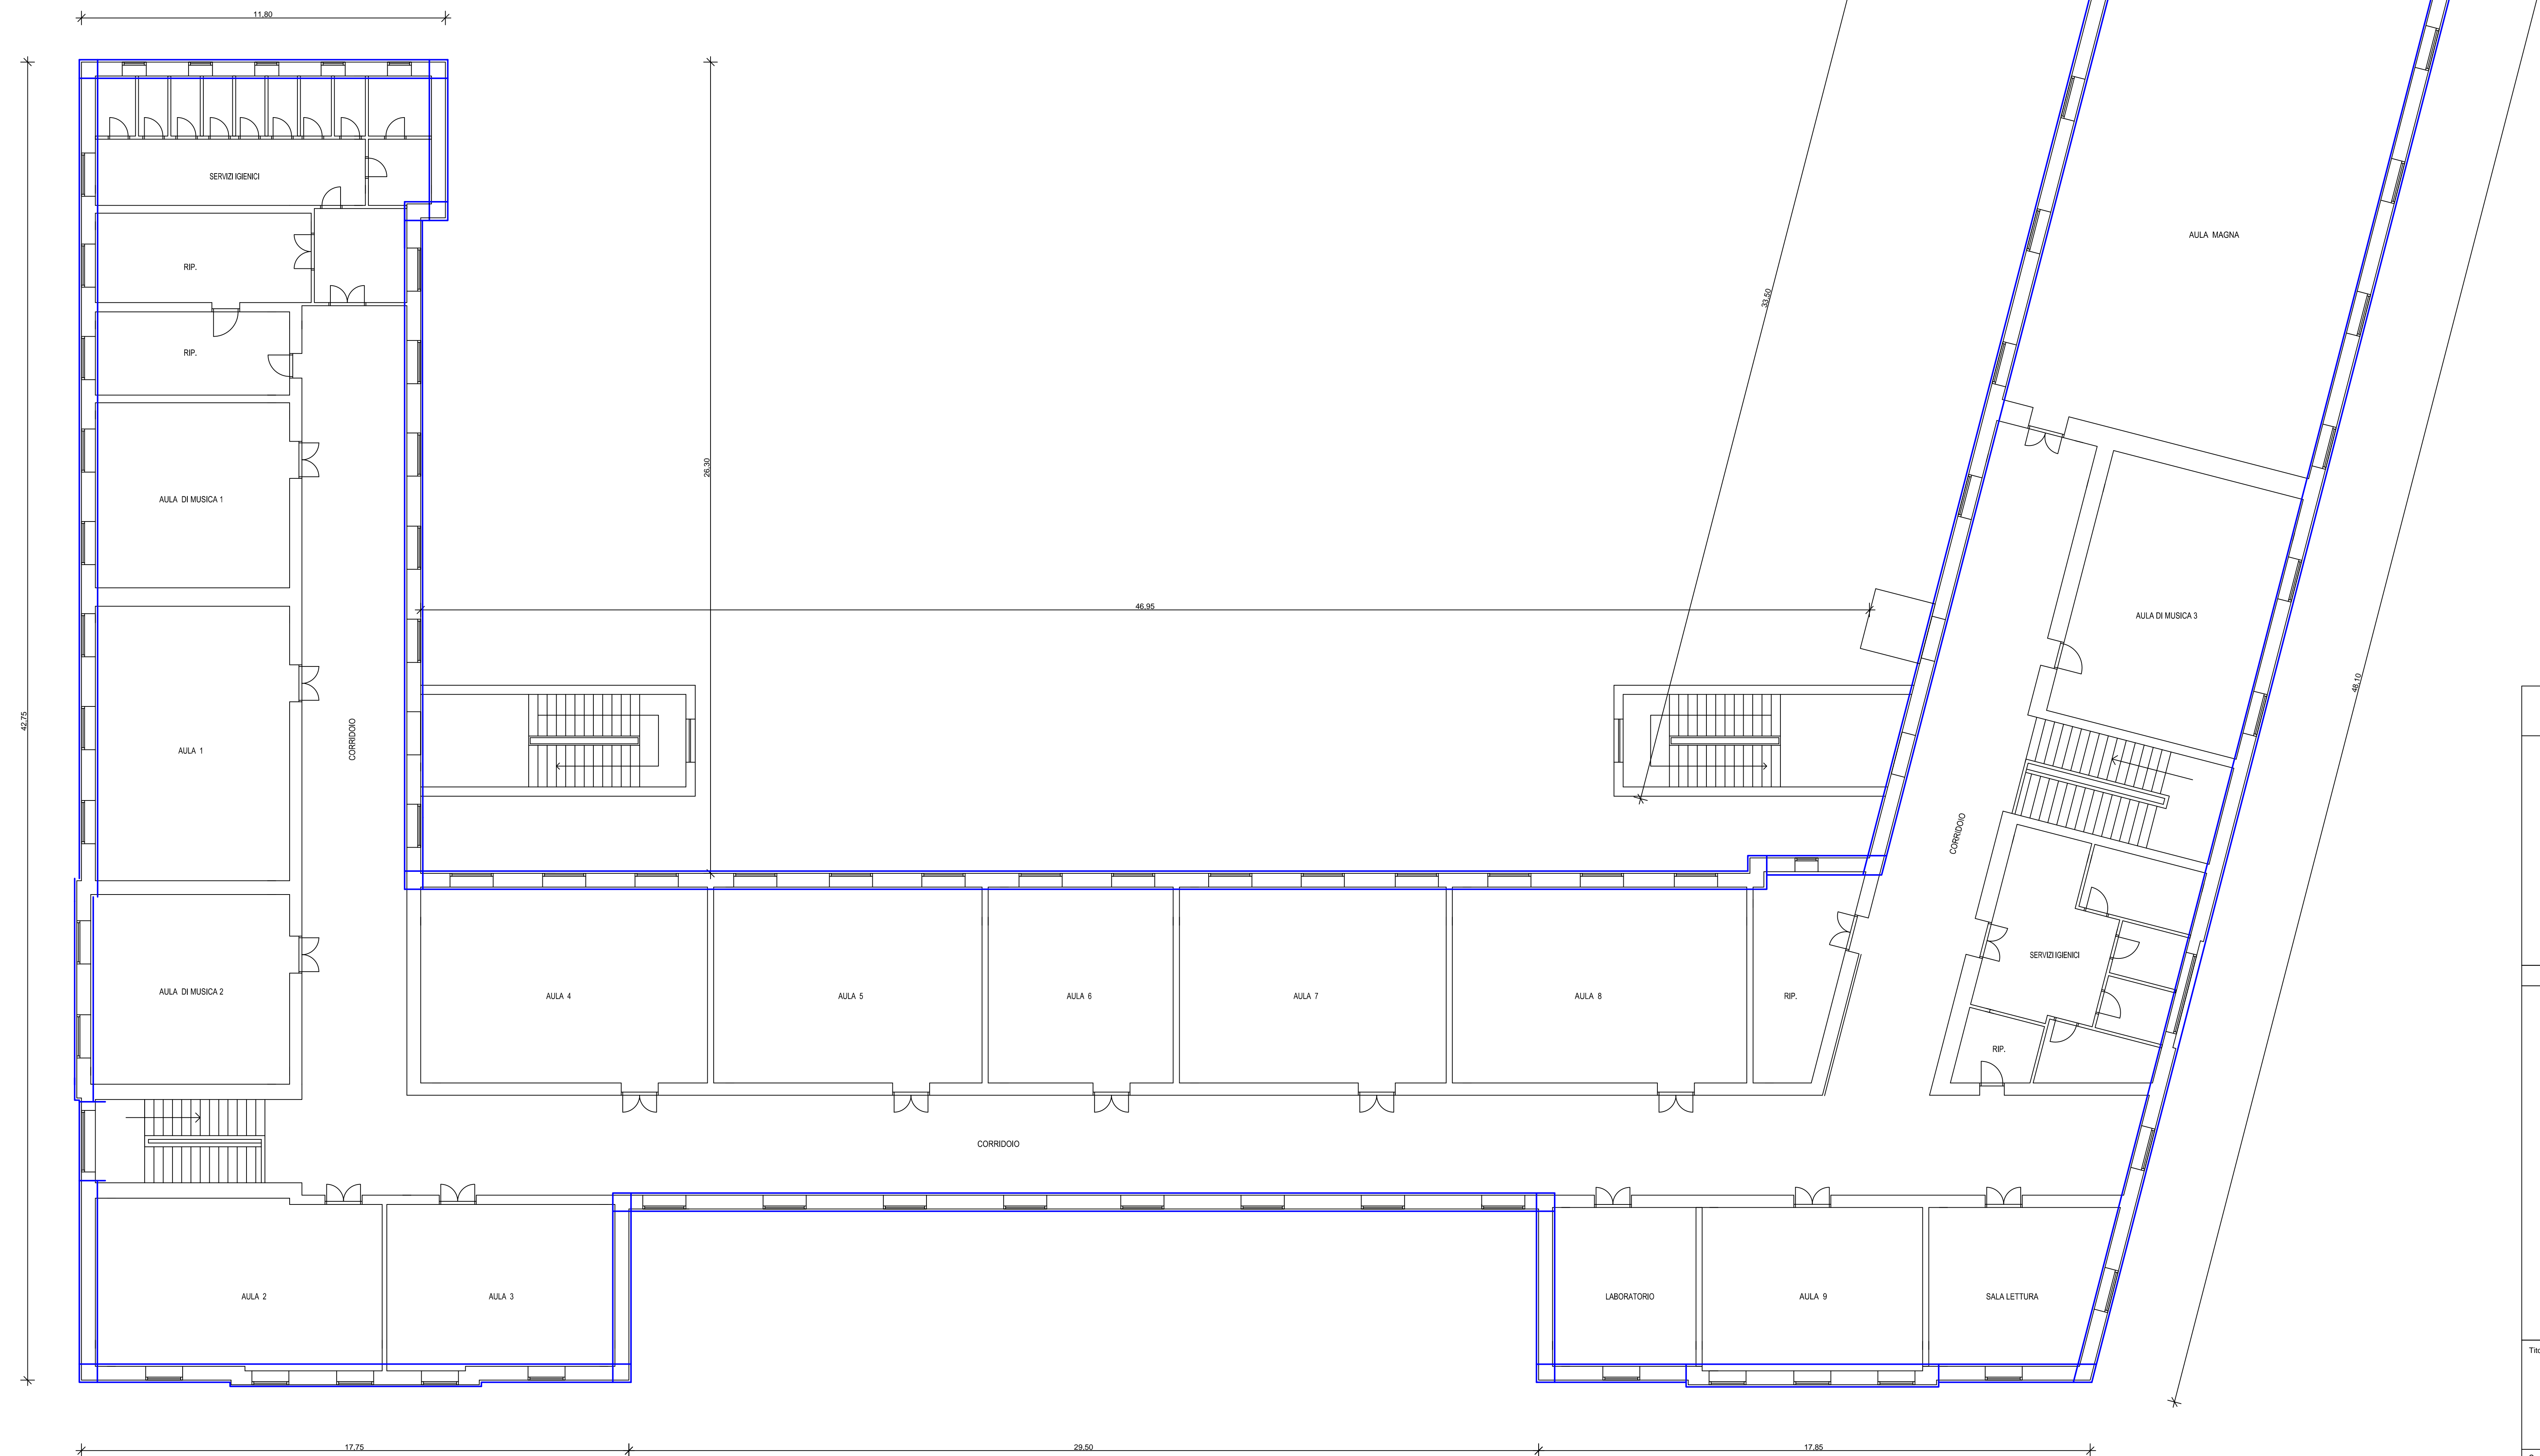 11,80
SERVIZI IGIENICI
AULA MAGNA
RIP.
33,50
RIP.
26,30
AULA DI MUSICA 1
46,95
AULA DI MUSICA 3
48,10
42,75
CORRIDOIO
AULA 1
CORRIDOIO
SERVIZI IGIENICI
AULA DI MUSICA 2
AULA 4
AULA 5
AULA 6
AULA 7
AULA 8
RIP.
RIP.
CORRIDOIO
AULA 2
AULA 3
LABORATORIO
AULA 9
SALA LETTURA
17,75
29,50
17,85